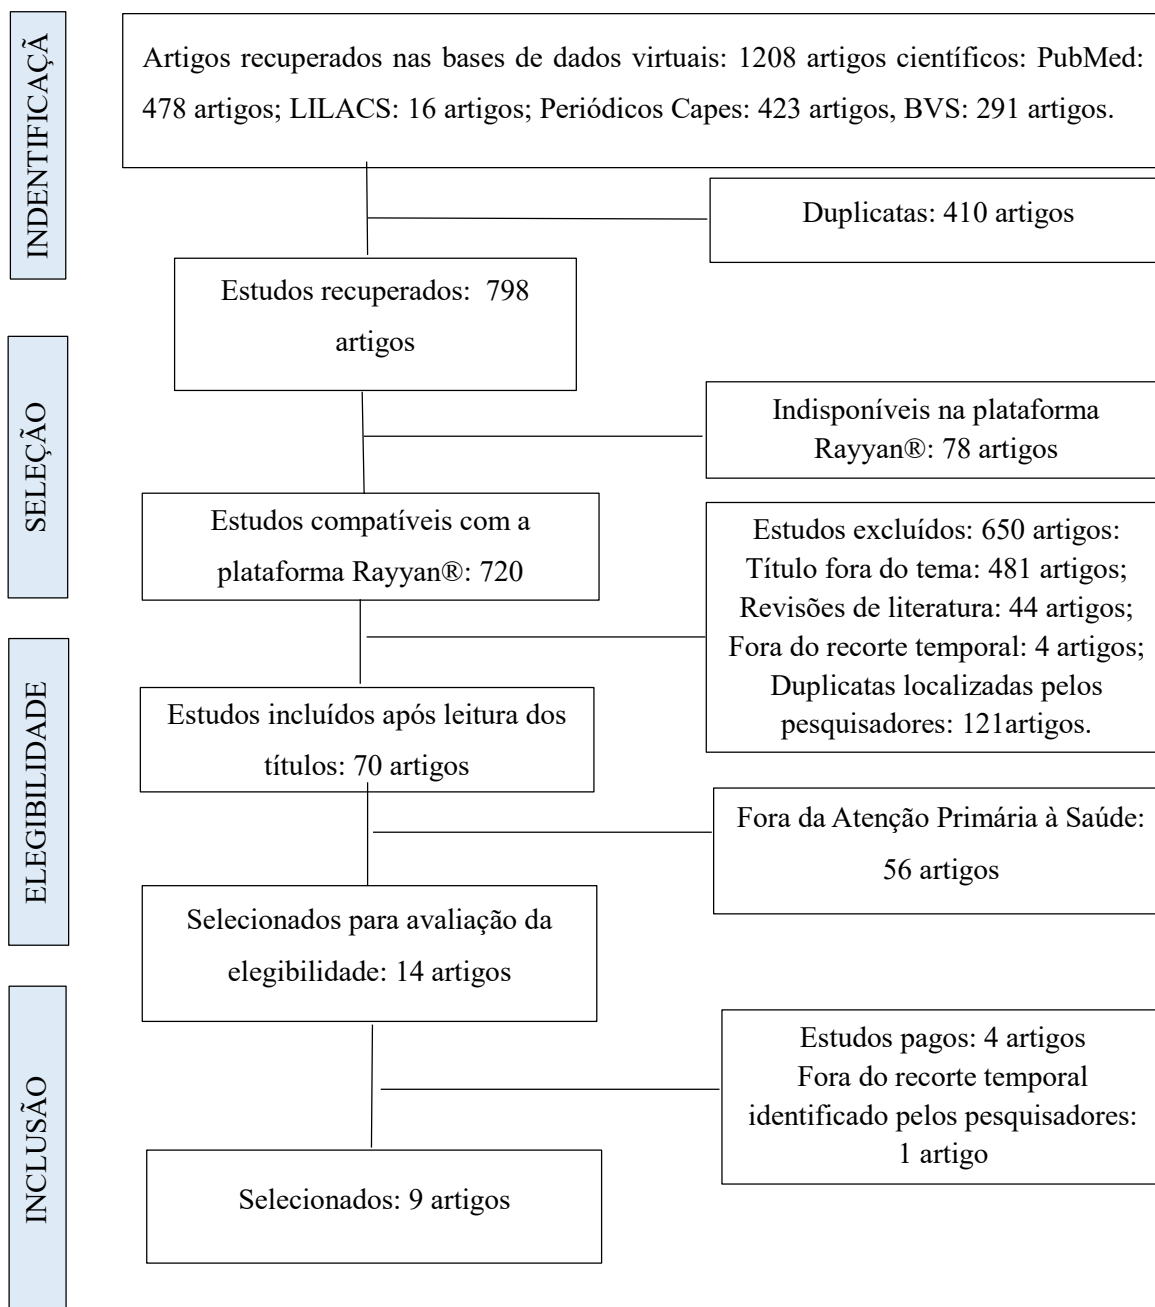 INDENTIFICAÇÃ
Artigos recuperados nas bases de dados virtuais: 1208 artigos científicos: PubMed:
478 artigos; LILACS: 16 artigos; Periódicos Capes: 423 artigos, BVS: 291 artigos.
Duplicatas: 410 artigos
Estudos recuperados: 798
artigos
SELEÇÃO
Indisponíveis na plataforma
Rayyan®: 78 artigos
Estudos compatíveis com a
plataforma Rayyan®: 720
Estudos excluídos: 650 artigos:
Título fora do tema: 481 artigos;
Revisões de literatura: 44 artigos;
Fora do recorte temporal: 4 artigos;
Duplicatas localizadas pelos
pesquisadores: 121artigos.
ELEGIBILIDADE
Estudos incluídos após leitura dos
títulos: 70 artigos
Fora da Atenção Primária à Saúde:
56 artigos
Selecionados para avaliação da
elegibilidade: 14 artigos
INCLUSÃO
Estudos pagos: 4 artigos
Fora do recorte temporal
identificado pelos pesquisadores:
1 artigo
Selecionados: 9 artigos